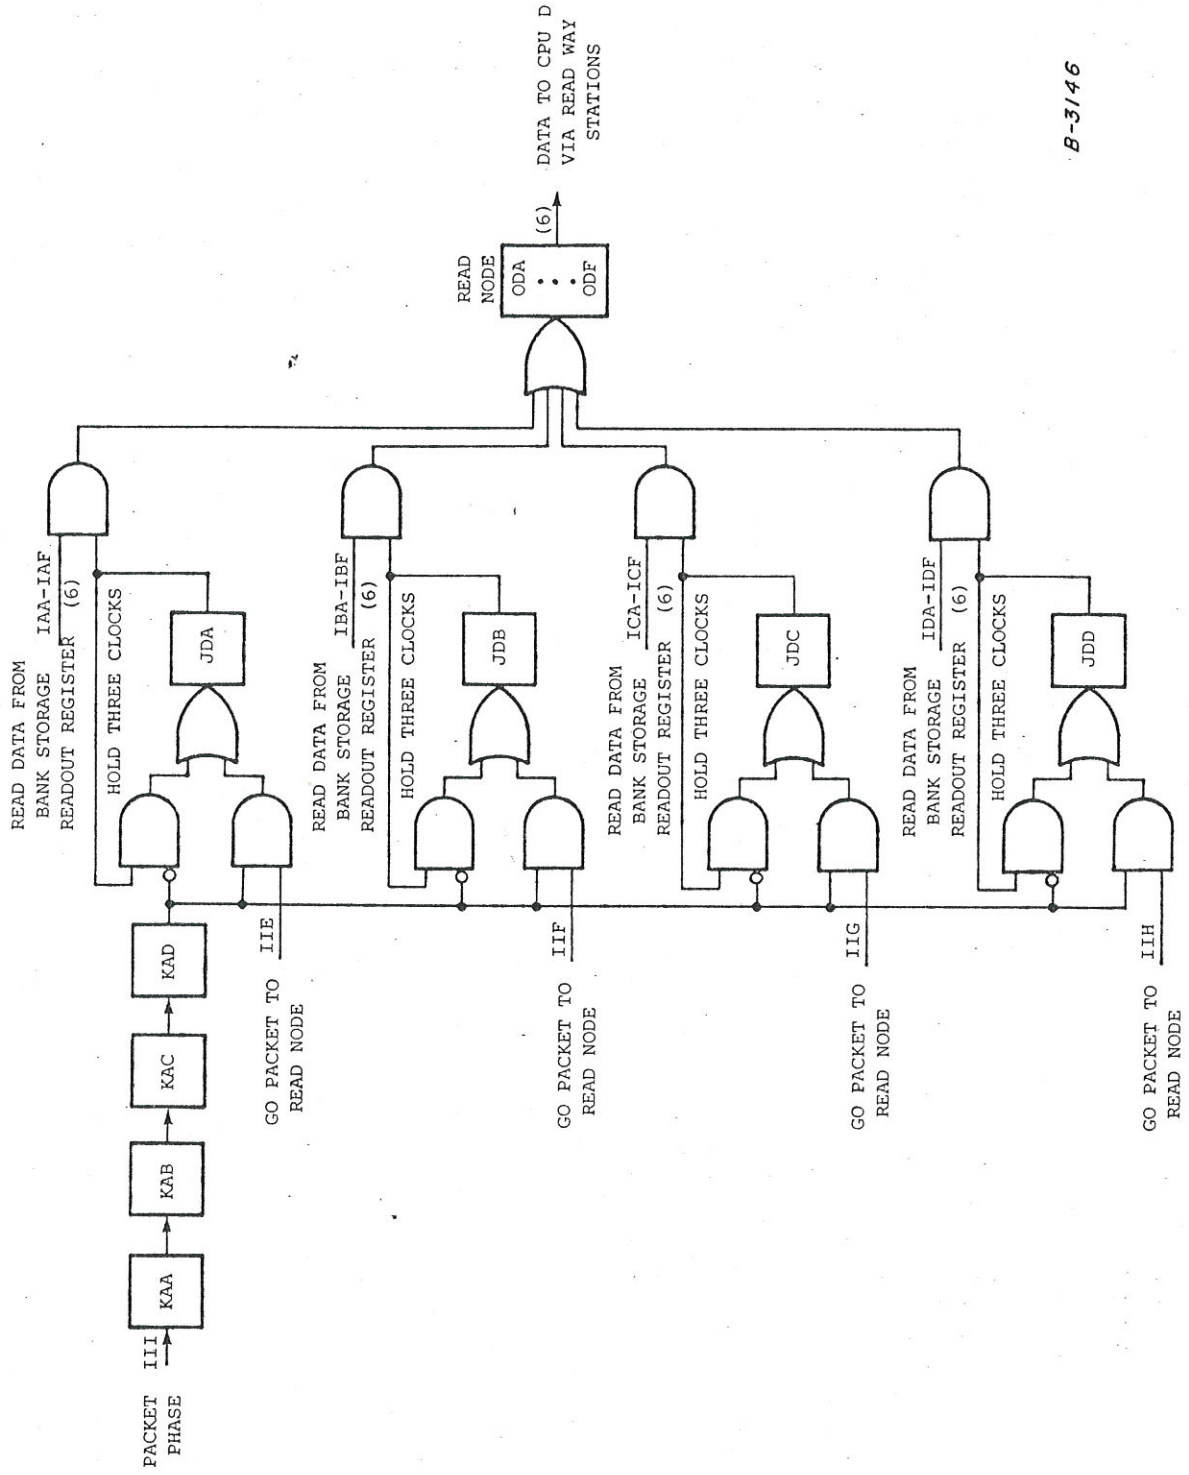 PACKET
PHASE
III
KAA
KAB
KAC
KAD
READ DATA FROM
BANK STORAGE IAA-IAF
READOUT REGISTER (6)
HOLD THREE CLOCKS
JDA
IIE
GO PACKET TO
READ NODE
READ DATA FROM
BANK STORAGE IBA-IBF
READOUT REGISTER (6)
HOLD THREE CLOCKS
JDB
IIF
GO PACKET TO
READ NODE
READ DATA FROM
BANK STORAGE ICA-ICF
READOUT REGISTER (6)
HOLD THREE CLOCKS
JDC
IIG
GO PACKET TO
READ NODE
READ DATA FROM
BANK STORAGE IDA-IDF
READOUT REGISTER (6)
HOLD THREE CLOCKS
JDD
IIH
GO PACKET TO
READ NODE
READ
NODE
ODA
ODF
(6)
DATA TO CPU D
VIA READ WAY
STATIONS
B-3146